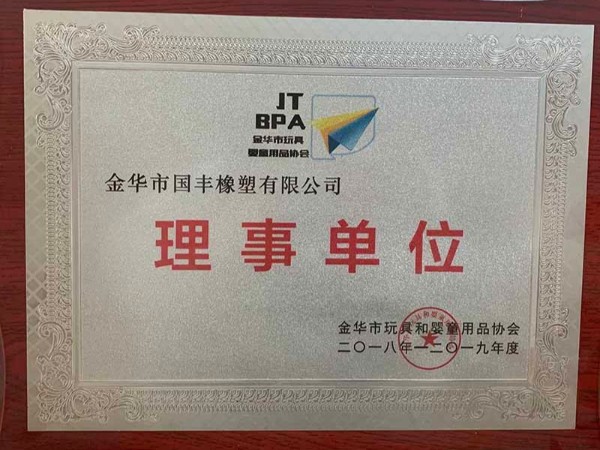 JT
BPA
金华市玩具
婴童用品协会
金华市国丰橡塑有限公司
理事单位
金华市玩具和婴童用品协会
二〇一八年一二〇一九年度